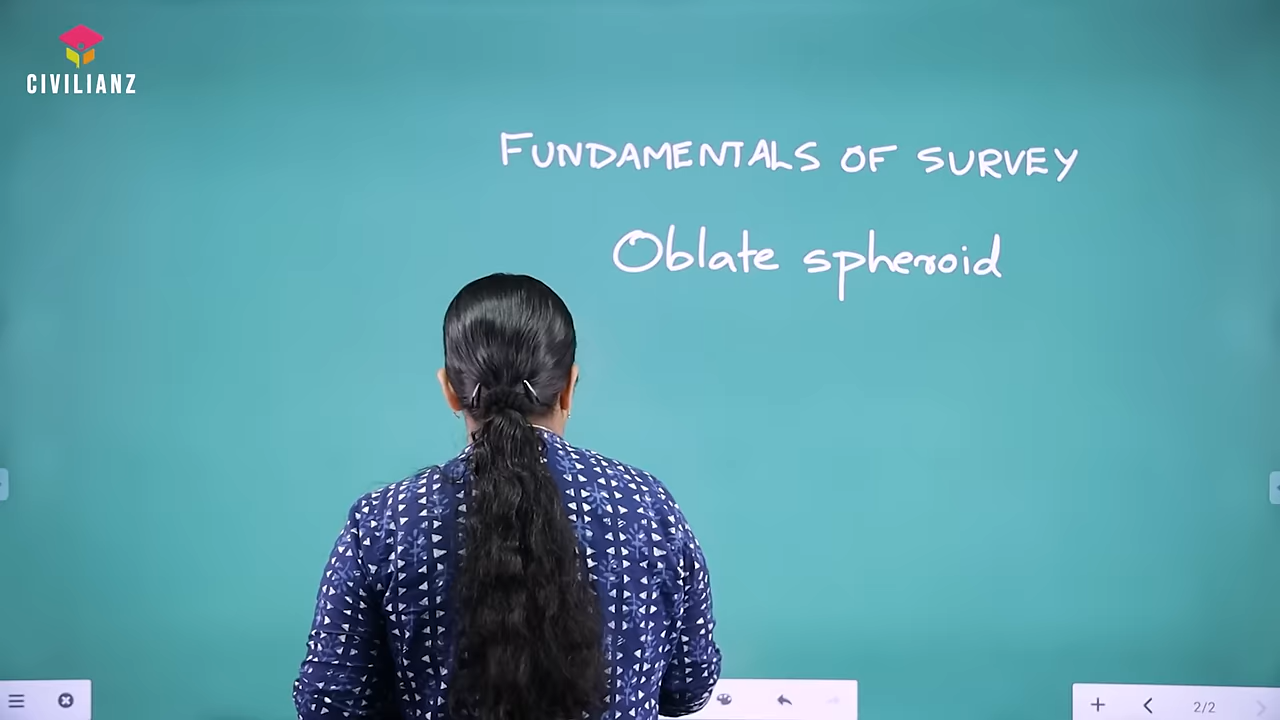 CIVILIANZ
FUNDAMENTALS OF SURVEY
Oblate spheroid
2/2